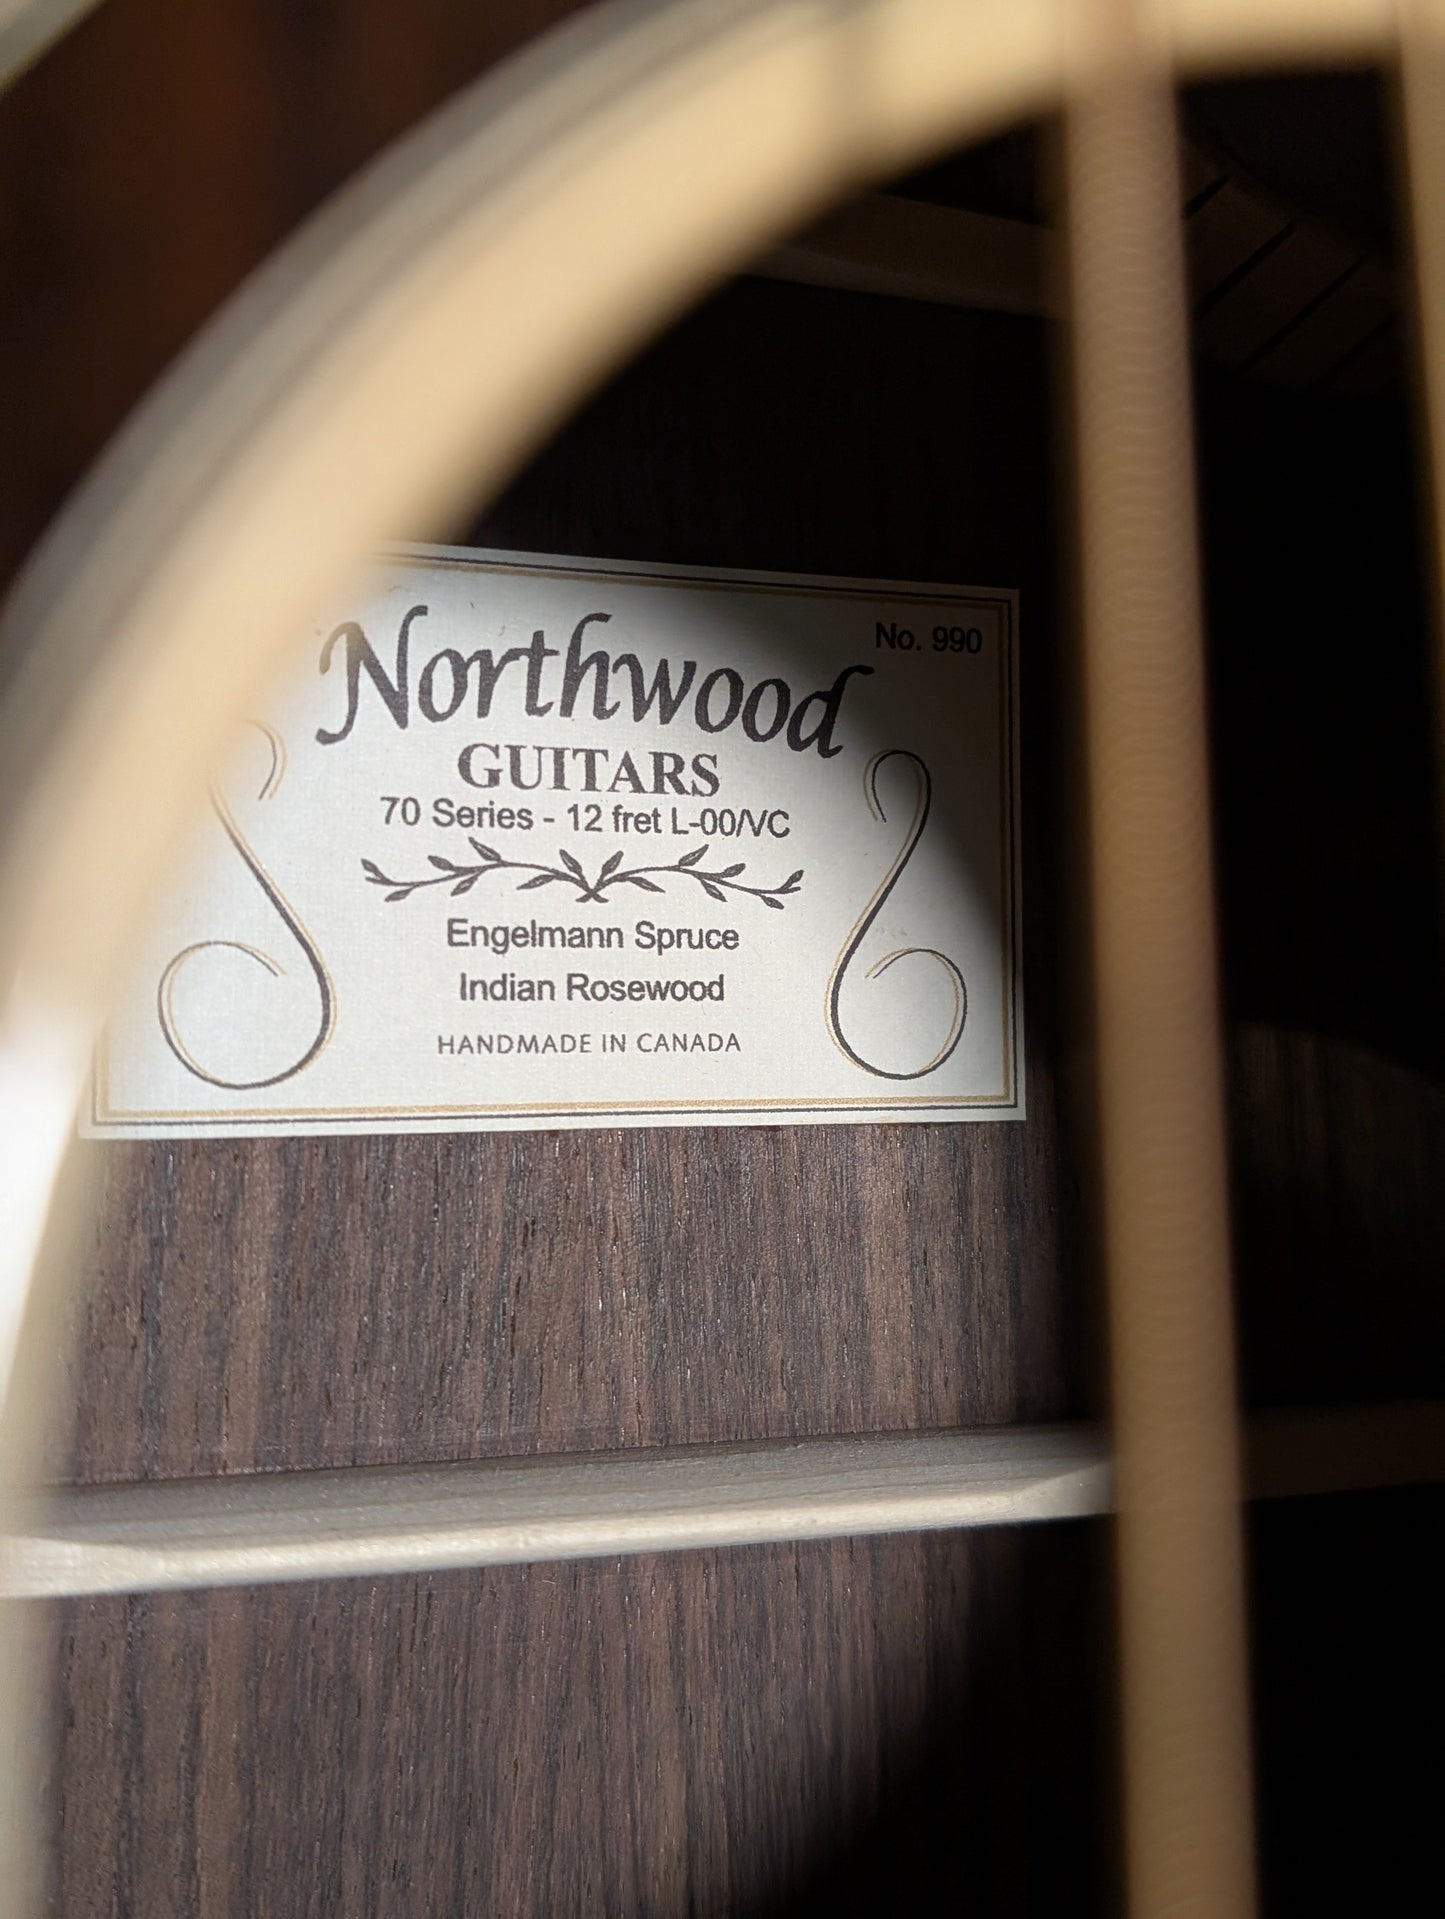 No. 990
Northwood
GUITARS
70 Series - 12 fret L-00/VC
Engelmann Spruce
Indian Rosewood
HANDMADE IN CANADA